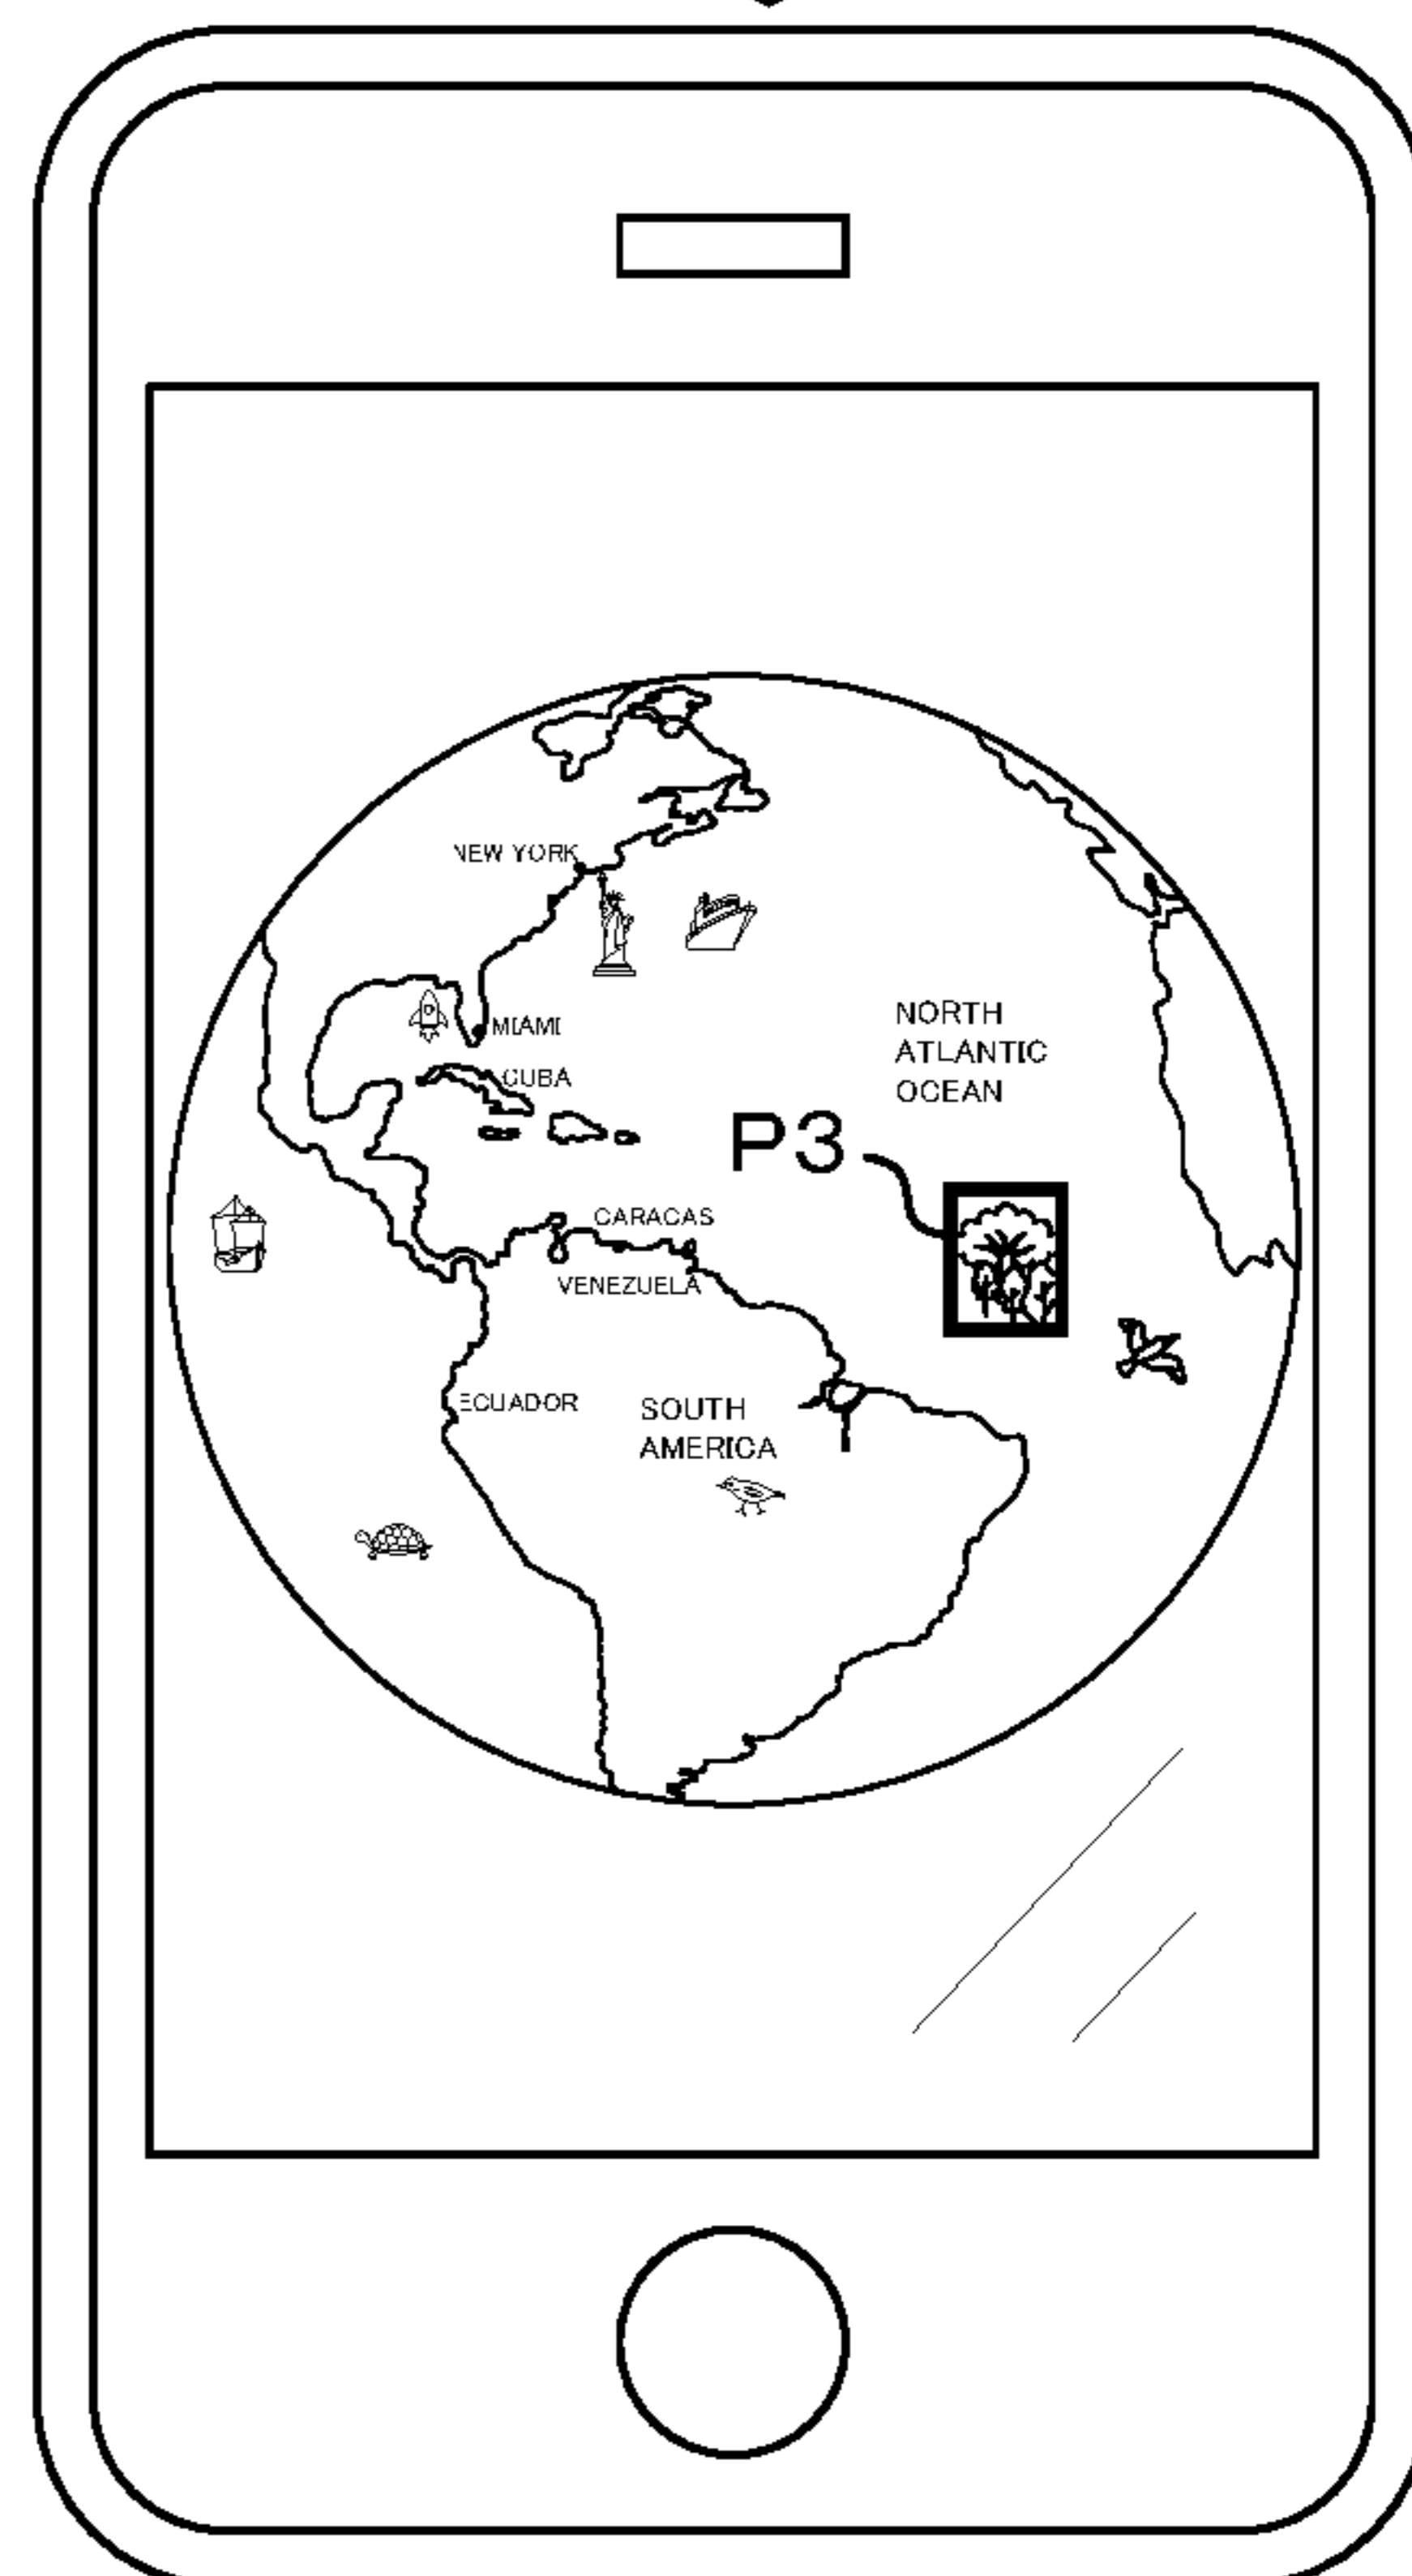 NEW YORK
MIAMI
CUBA
NORTH
ATLANTIC
OCEAN
P3
CARACAS
VENEZUELA
ECUADOR
SOUTH
AMERICA